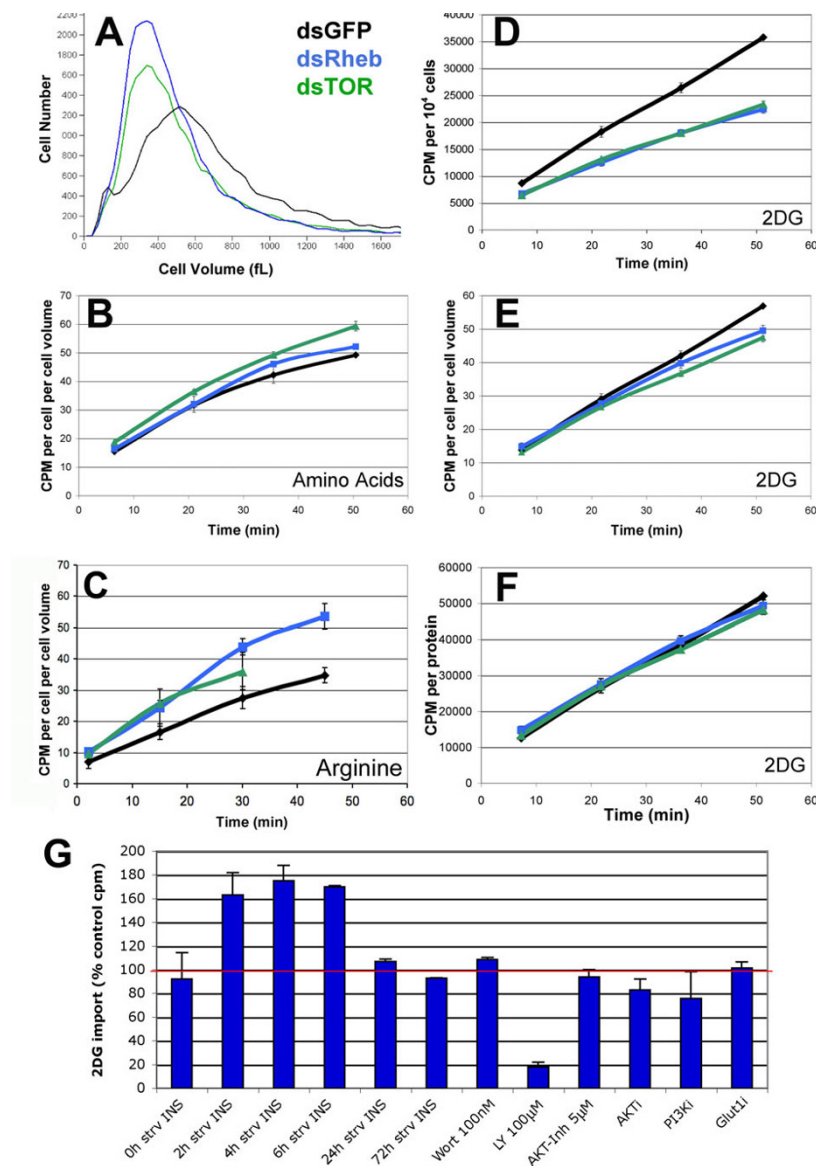 A
dsGFP
dsRheb
dsTOR
2200
2000
800
600
400
200
0
Cell Number
0
200
400
600
800
1000
1200
1400
1600
Cell Volume (fL)
D
40000
35000
30000
25000
20000
15000
10000
5000
0
CPM per 10⁴ cells
2DG
0 10 20 30 40 50 60
Time (min)
B
70
60
50
40
30
20
10
0
CPM per cell per cell volume
Amino Acids
0 10 20 30 40 50 60
Time (min)
E
60
50
40
30
20
10
0
CPM per cell per cell volume
2DG
0 10 20 30 40 50 60
Time (min)
C
70
60
50
40
30
20
10
0
CPM per cell per cell volume
Arginine
0 10 20 30 40 50 60
Time (min)
F
60000
50000
40000
30000
20000
10000
0
CPM per protein
2DG
0 10 20 30 40 50 60
Time (min)
G
200
180
160
140
120
100
80
60
40
20
0
2DG import (% control cpm)
0h strv INS
2h strv INS
4h strv INS
6h strv INS
24h strv INS
72h strv INS
Wort 100nM
LY 100µM
AKT-Inh 5µM
AKTi
PI3Ki
Glut1i